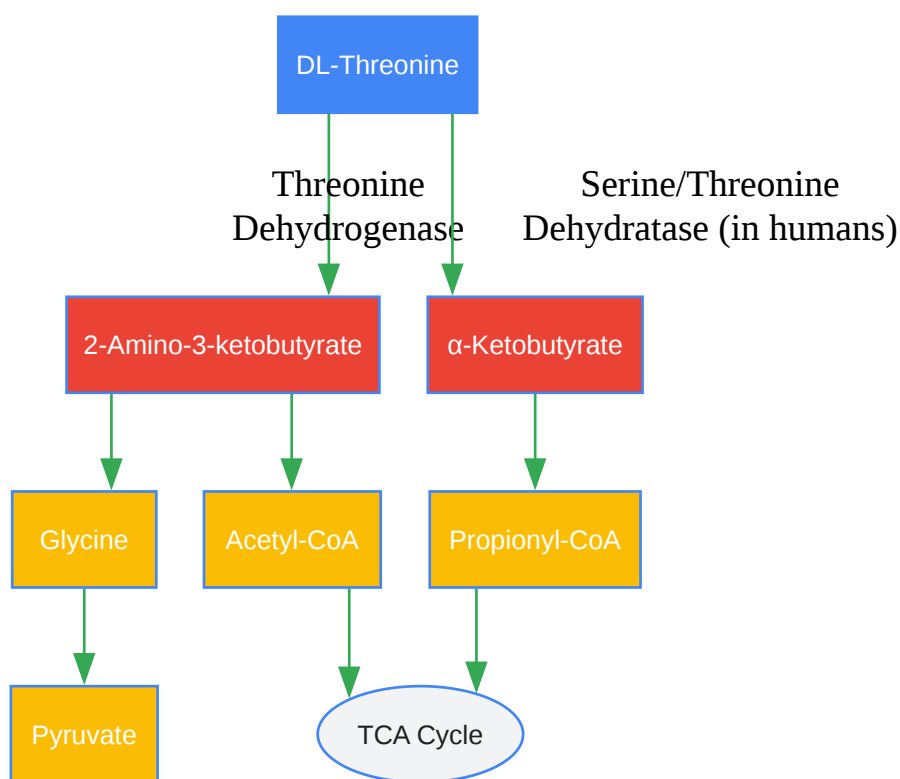 DL-Threonine
Threonine
Dehydrogenase
Serine/Threonine
Dehydratase (in humans)
2-Amino-3-ketobutyrate
α-Ketobutyrate
Glycine
Acetyl-CoA
Propionyl-CoA
Pyruvate
TCA Cycle